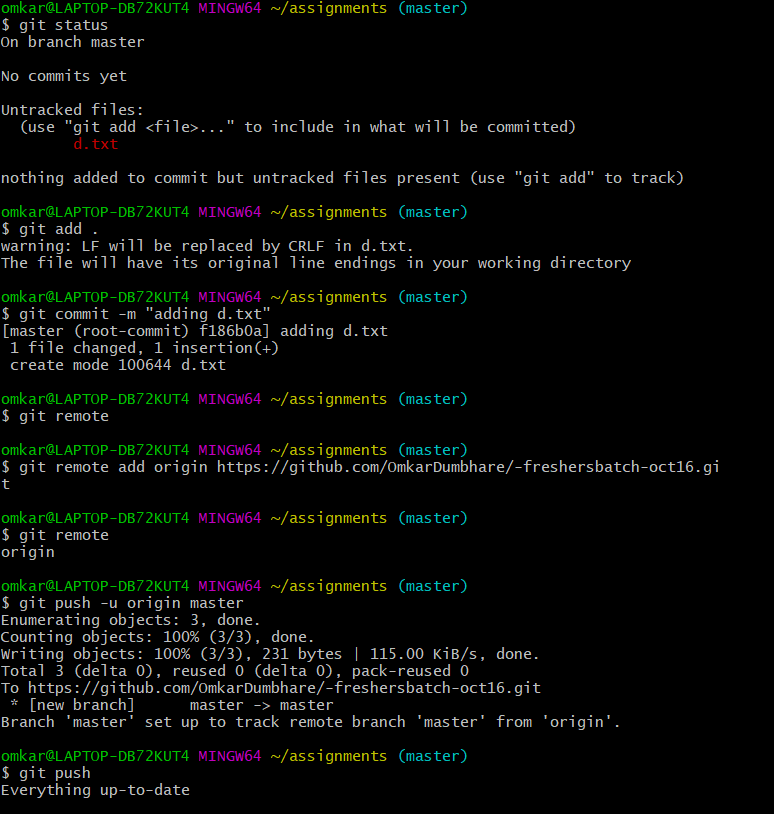 omkar@LAPTOP-DB72KUT4 MINGW64 ~/assignments (master)
$ git status
On branch master

No commits yet

Untracked files:
  (use "git add <file>..." to include in what will be committed)
        d.txt

nothing added to commit but untracked files present (use "git add" to track)

omkar@LAPTOP-DB72KUT4 MINGW64 ~/assignments (master)
$ git add .
warning: LF will be replaced by CRLF in d.txt.
The file will have its original line endings in your working directory

omkar@LAPTOP-DB72KUT4 MINGW64 ~/assignments (master)
$ git commit -m "adding d.txt"
[master (root-commit) f186b0a] adding d.txt
 1 file changed, 1 insertion(+)
 create mode 100644 d.txt

omkar@LAPTOP-DB72KUT4 MINGW64 ~/assignments (master)
$ git remote

omkar@LAPTOP-DB72KUT4 MINGW64 ~/assignments (master)
$ git remote add origin https://github.com/OmkarDumbhare/-freshersbatch-oct16.gi
t

omkar@LAPTOP-DB72KUT4 MINGW64 ~/assignments (master)
$ git remote
origin

omkar@LAPTOP-DB72KUT4 MINGW64 ~/assignments (master)
$ git push -u origin master
Enumerating objects: 3, done.
Counting objects: 100% (3/3), done.
Writing objects: 100% (3/3), 231 bytes | 115.00 KiB/s, done.
Total 3 (delta 0), reused 0 (delta 0), pack-reused 0
To https://github.com/OmkarDumbhare/-freshersbatch-oct16.git
 * [new branch]      master -> master
Branch 'master' set up to track remote branch 'master' from 'origin'.

omkar@LAPTOP-DB72KUT4 MINGW64 ~/assignments (master)
$ git push
Everything up-to-date